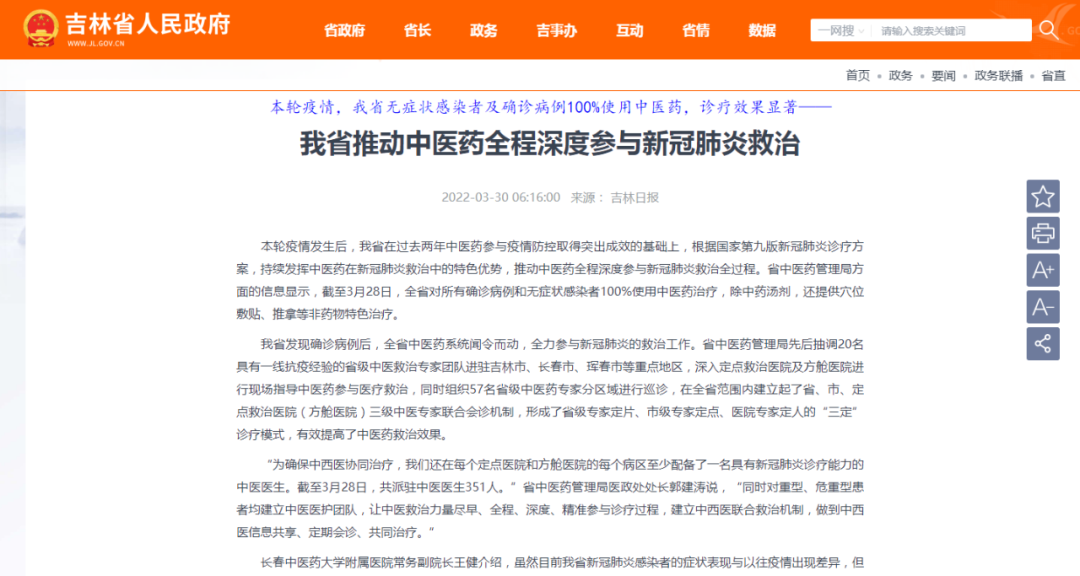 吉林省人民政府
WWW.JL.GOV.CN
省政府 省长 政务 吉事办 互动 省情 数据
一网搜 请输入搜索关键词
首页 政务 要闻 政务联播 省直
本轮疫情，我省无症状感染者及确诊病例100%使用中医药，诊疗效果显著——
我省推动中医药全程深度参与新冠肺炎救治
2022-03-30 06:16:00 来源： 吉林日报
本轮疫情发生后，我省在过去两年中医药参与疫情防控取得突出成效的基础上，根据国家第九版新冠肺炎诊疗方
案，持续发挥中医药在新冠肺炎救治中的特色优势，推动中医药全程深度参与新冠肺炎救治全过程。省中医药管理局方
面的信息显示，截至3月28日，全省对所有确诊病例和无症状感染者100%使用中医药治疗，除中药汤剂，还提供穴位
敷贴、推拿等非药物特色治疗。
我省发现确诊病例后，全省中医药系统闻令而动，全力参与新冠肺炎的救治工作。省中医药管理局先后抽调20名
具有一线抗疫经验的省级中医救治专家团队进驻吉林市、长春市、珲春市等重点地区，深入定点救治医院及方舱医院进
行现场指导中医药参与医疗救治，同时组织57名省级中医药专家分区域进行巡诊，在全省范围内建立起了省、市、定
点救治医院（方舱医院）三级中医专家联合会诊机制，形成了省级专家定片、市级专家定点、医院专家定人的“三定”
诊疗模式，有效提高了中医药救治效果。
“为确保中西医协同治疗，我们还在每个定点医院和方舱医院的每个病区至少配备了一名具有新冠肺炎诊疗能力的
中医医生。截至3月28日，共派驻中医医生351人。”省中医药管理局医政处处长郭建涛说，“同时对重型、危重型患
者均建立中医医护团队，让中医救治力量尽早、全程、深度、精准参与诊疗过程，建立中西医联合救治机制，做到中西
医信息共享、定期会诊、共同治疗。“
长春中医药大学附属医院常务副院长王健介绍，虽然目前我省新冠肺炎感染者的症状表现与以往疫情出现差异，但
A+
A-